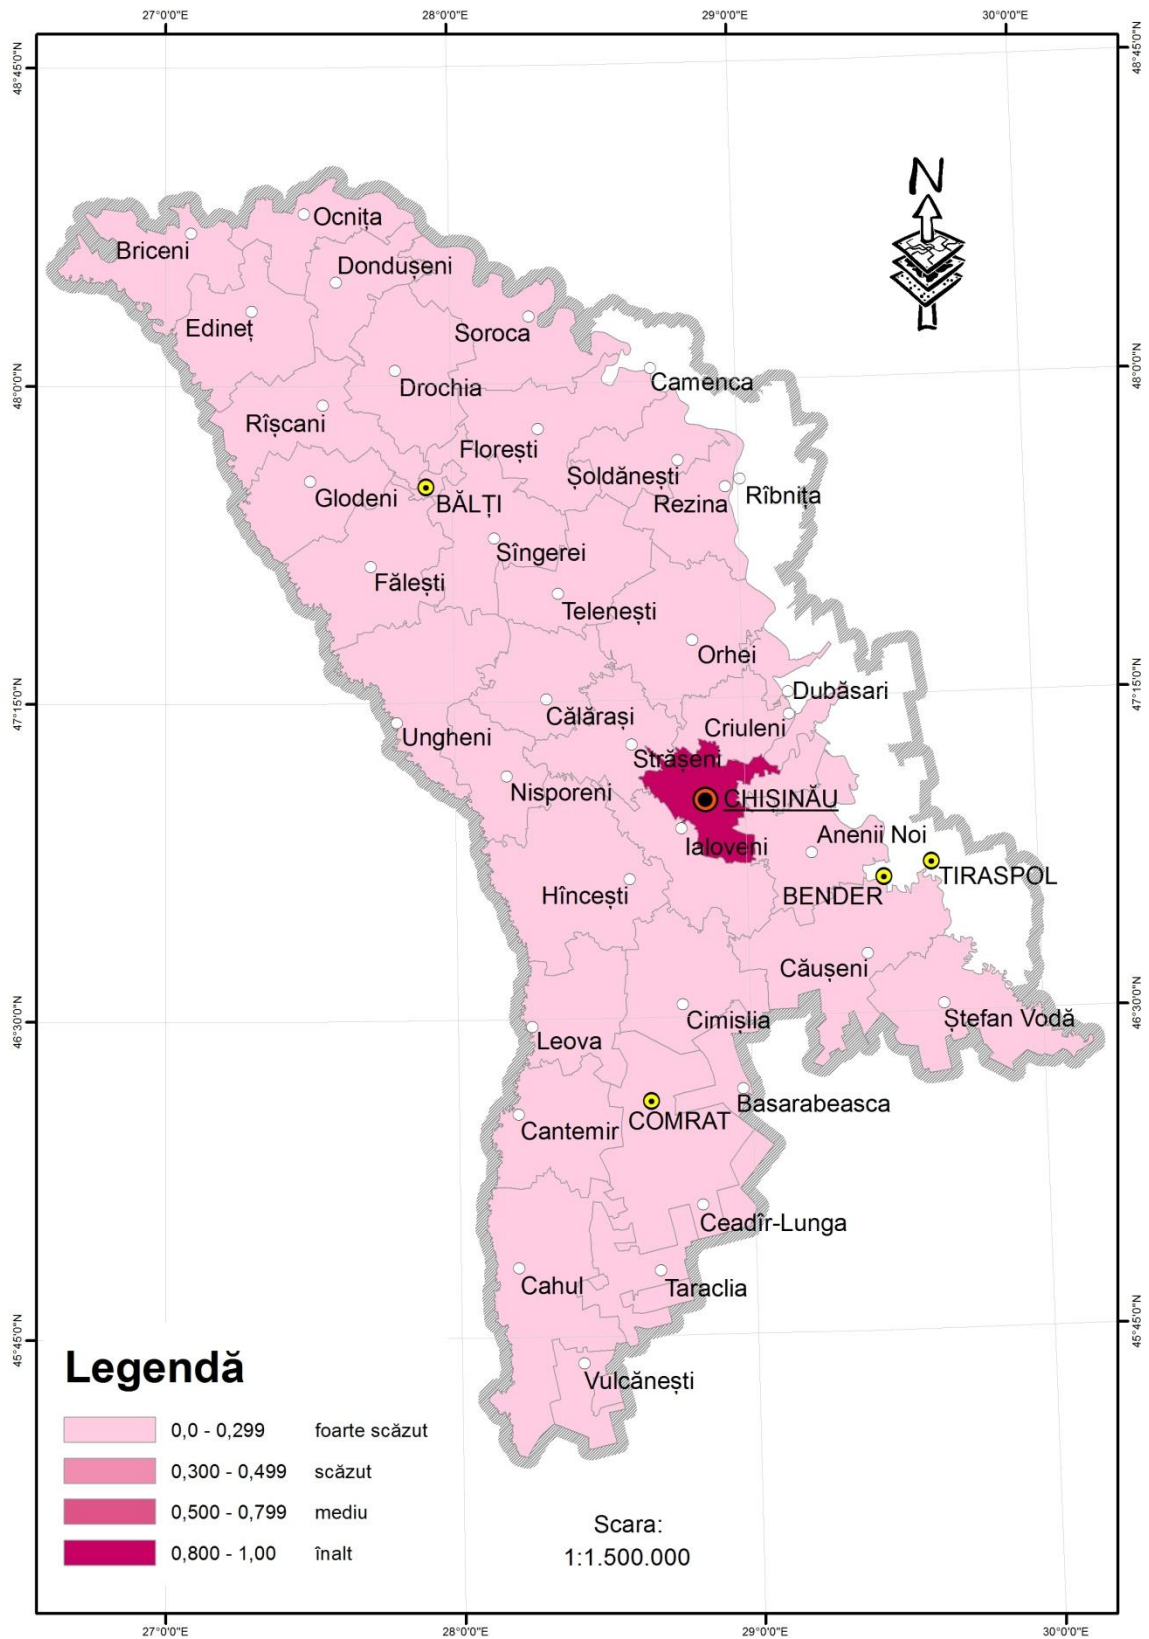 27°0'0"E
28°0'0"E
29°0'0"E
30°0'0"E
48°45'0"N
48°45'0"N
N
Ocnița
Briceni
Dondușeni
Edineț
Soroca
Camenca
Drochia
48°0'0"N
48°0'0"N
Rîșcani
Florești
Șoldănești
Glodeni
BĂLȚI
Rezina
Rîbnița
Sîngerei
Fălești
Telenești
Orhei
Dubăsari
47°15'0"N
47°15'0"N
Călărași
Criuleni
Ungheni
Strășeni
Nisporeni
CHIȘINĂU
Ialoveni
Anenii Noi
TIRASPOL
Hîncești
BENDER
Căușeni
Cimișlia
Ștefan Vodă
46°30'0"N
46°30'0"N
Leova
Basarabeasca
Cantemir
COMRAT
Ceadîr-Lunga
Cahul
Taraclia
45°45'0"N
45°45'0"N
Vulcănești
Legendă
0,0 - 0,299 foarte scăzut
0,300 - 0,499 scăzut
0,500 - 0,799 mediu
0,800 - 1,00 înalt
Scara:
1:1.500.000
27°0'0"E
28°0'0"E
29°0'0"E
30°0'0"E